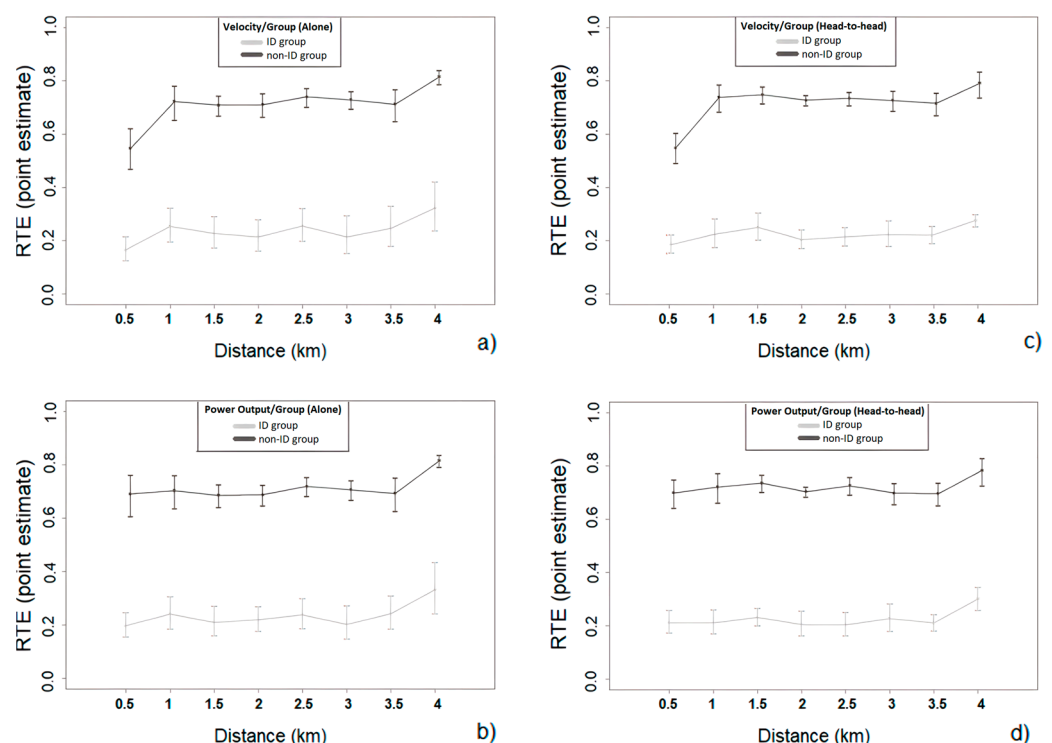 Velocity/Group (Alone)
ID group
non-ID group
RTE (point estimate)
0.0 0.2 0.4 0.6 0.8 1.0
0.5 1 1.5 2 2.5 3 3.5 4
Distance (km)
a)
Velocity/Group (Head-to-head)
ID group
non-ID group
RTE (point estimate)
0.0 0.2 0.4 0.6 0.8 1.0
0.5 1 1.5 2 2.5 3 3.5 4
Distance (km)
c)
Power Output/Group (Alone)
ID group
non-ID group
RTE (point estimate)
0.0 0.2 0.4 0.6 0.8 1.0
0.5 1 1.5 2 2.5 3 3.5 4
Distance (km)
b)
Power Output/Group (Head-to-head)
ID group
non-ID group
RTE (point estimate)
0.0 0.2 0.4 0.6 0.8 1.0
0.5 1 1.5 2 2.5 3 3.5 4
Distance (km)
d)